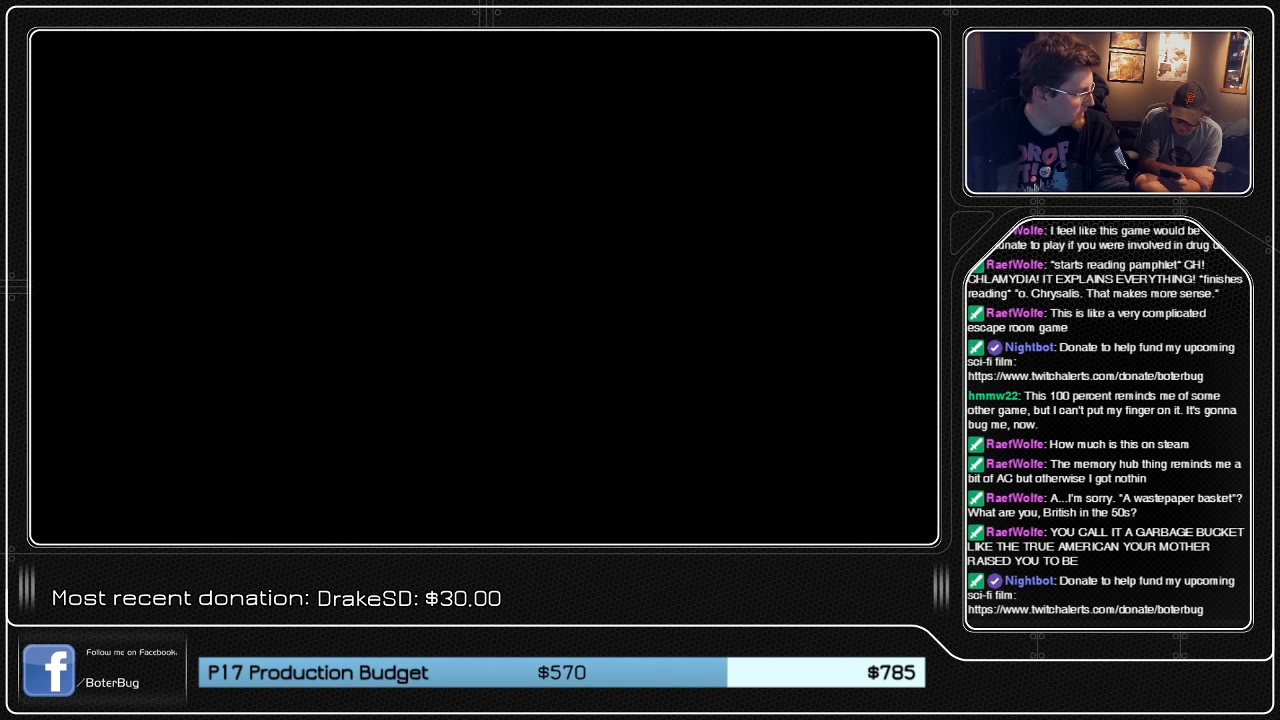 DROP
IT!
Wolfe: I feel like this game would be
unate to play if you were involved in drug
RaefWolfe: *starts reading pamphlet* CH!
CHLAMYDIA! IT EXPLAINS EVERYTHING! *finishes
reading* *o. Chrysalis. That makes more sense.*
RaefWolfe: This is like a very complicated
escape room game
Nightbot: Donate to help fund my upcoming
sci-fi film:
https://www.twitchalerts.com/donate/boterbug
hmmw22: This 100 percent reminds me of some
other game, but I can't put my finger on it. It's gonna
bug me, now.
RaefWolfe: How much is this on steam
RaefWolfe: The memory hub thing reminds me a
bit of AC but otherwise I got nothin
RaefWolfe: A...I'm sorry. "A wastepaper basket"?
What are you, British in the 50s?
RaefWolfe: YOU CALL IT A GARBAGE BUCKET
LIKE THE TRUE AMERICAN YOUR MOTHER
RAISED YOU TO BE
Nightbot: Donate to help fund my upcoming
sci-fi film:
https://www.twitchalerts.com/donate/boterbug
Most recent donation: DrakeSD: $30.00
Follow me on Facebook:
/BoterBug
P17 Production Budget $570 $785